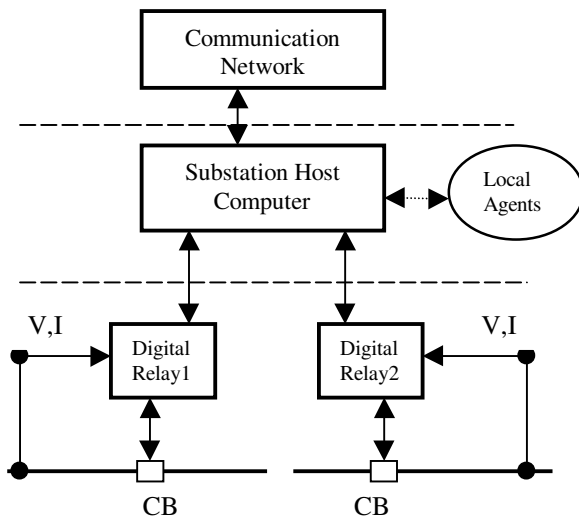 Communication
Network
Substation Host
Computer
Local
Agents
V,I
V,I
Digital
Relay1
Digital
Relay2
CB
CB